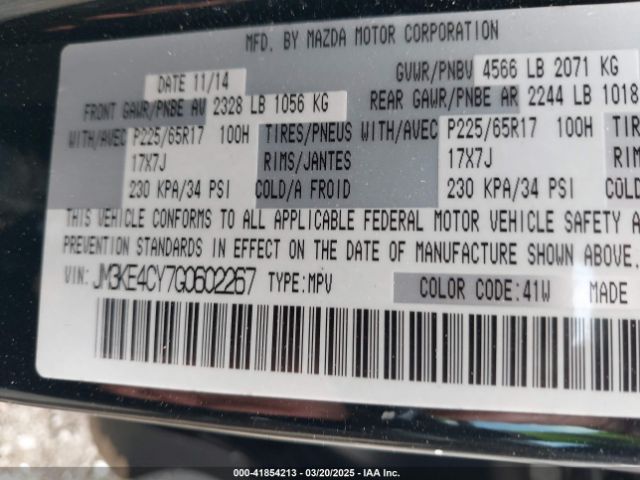 MFD. BY MAZDA MOTOR CORPORATION
DATE 11/14 GVWR/PNBV 4566 LB 2071 KG
FRONT GAWR/PNBE AV 2328 LB 1056 KG REAR GAWR/PNBE AR 2244 LB 1018
WITH/AVEC P225/65R17 100H TIRES/PNEUS WITH/AVEC P225/65R17 100H TIRE
17X7J RIMS/JANTES 17X7J RIMS
230 KPA/34 PSI COLD/A FROID 230 KPA/34 PSI COLD
THIS VEHICLE CONFORMS TO ALL APPLICABLE FEDERAL MOTOR VEHICLE SAFETY A
PREVENTION STANDARDS IN EFFECT ON THE DATE OF MANUFACTURE SHOWN ABOVE.
VIN: JM3KE4CY7G0602267 TYPE:MPV COLOR CODE:41W MADE
000-41854213 — 03/20/2025 — IAA Inc.